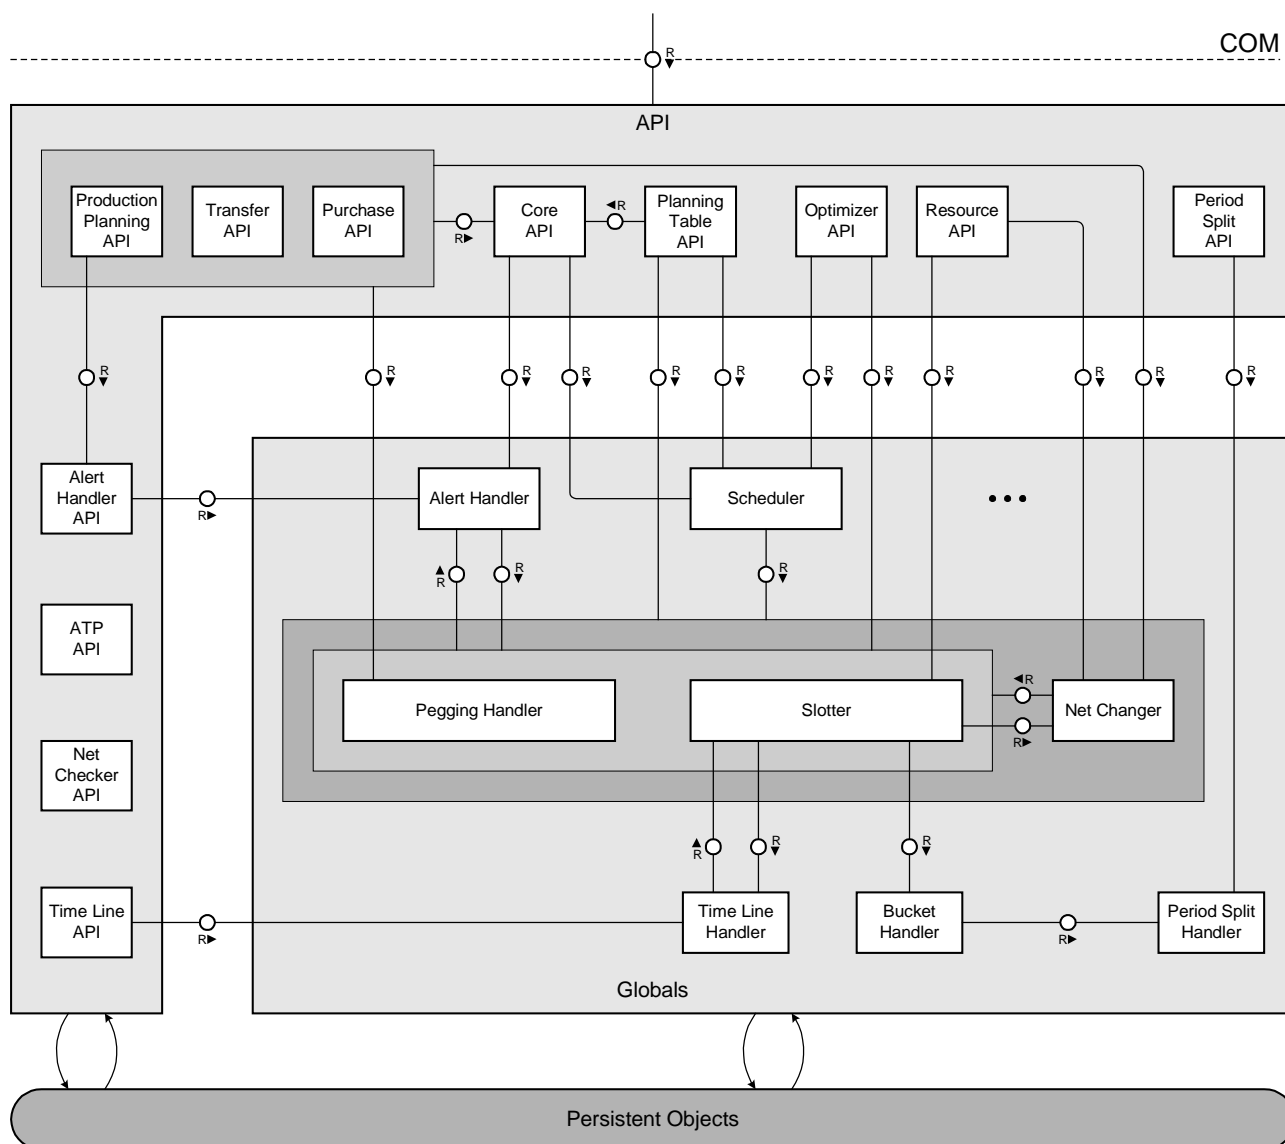 COM
R
API
Production
Planning
API
Transfer
API
Purchase
API
R
Core
API
R
Planning
Table
API
Optimizer
API
Resource
API
Period
Split
API
R
R
R
R
R
R
R
R
R
R
R
R
Alert
Handler
API
R
Alert Handler
Scheduler
R
R
R
ATP
API
Pegging Handler
Slotter
R
R
Net Changer
Net
Checker
API
R
R
R
Time Line
API
R
Time Line
Handler
Bucket
Handler
R
Period Split
Handler
Globals
Persistent Objects